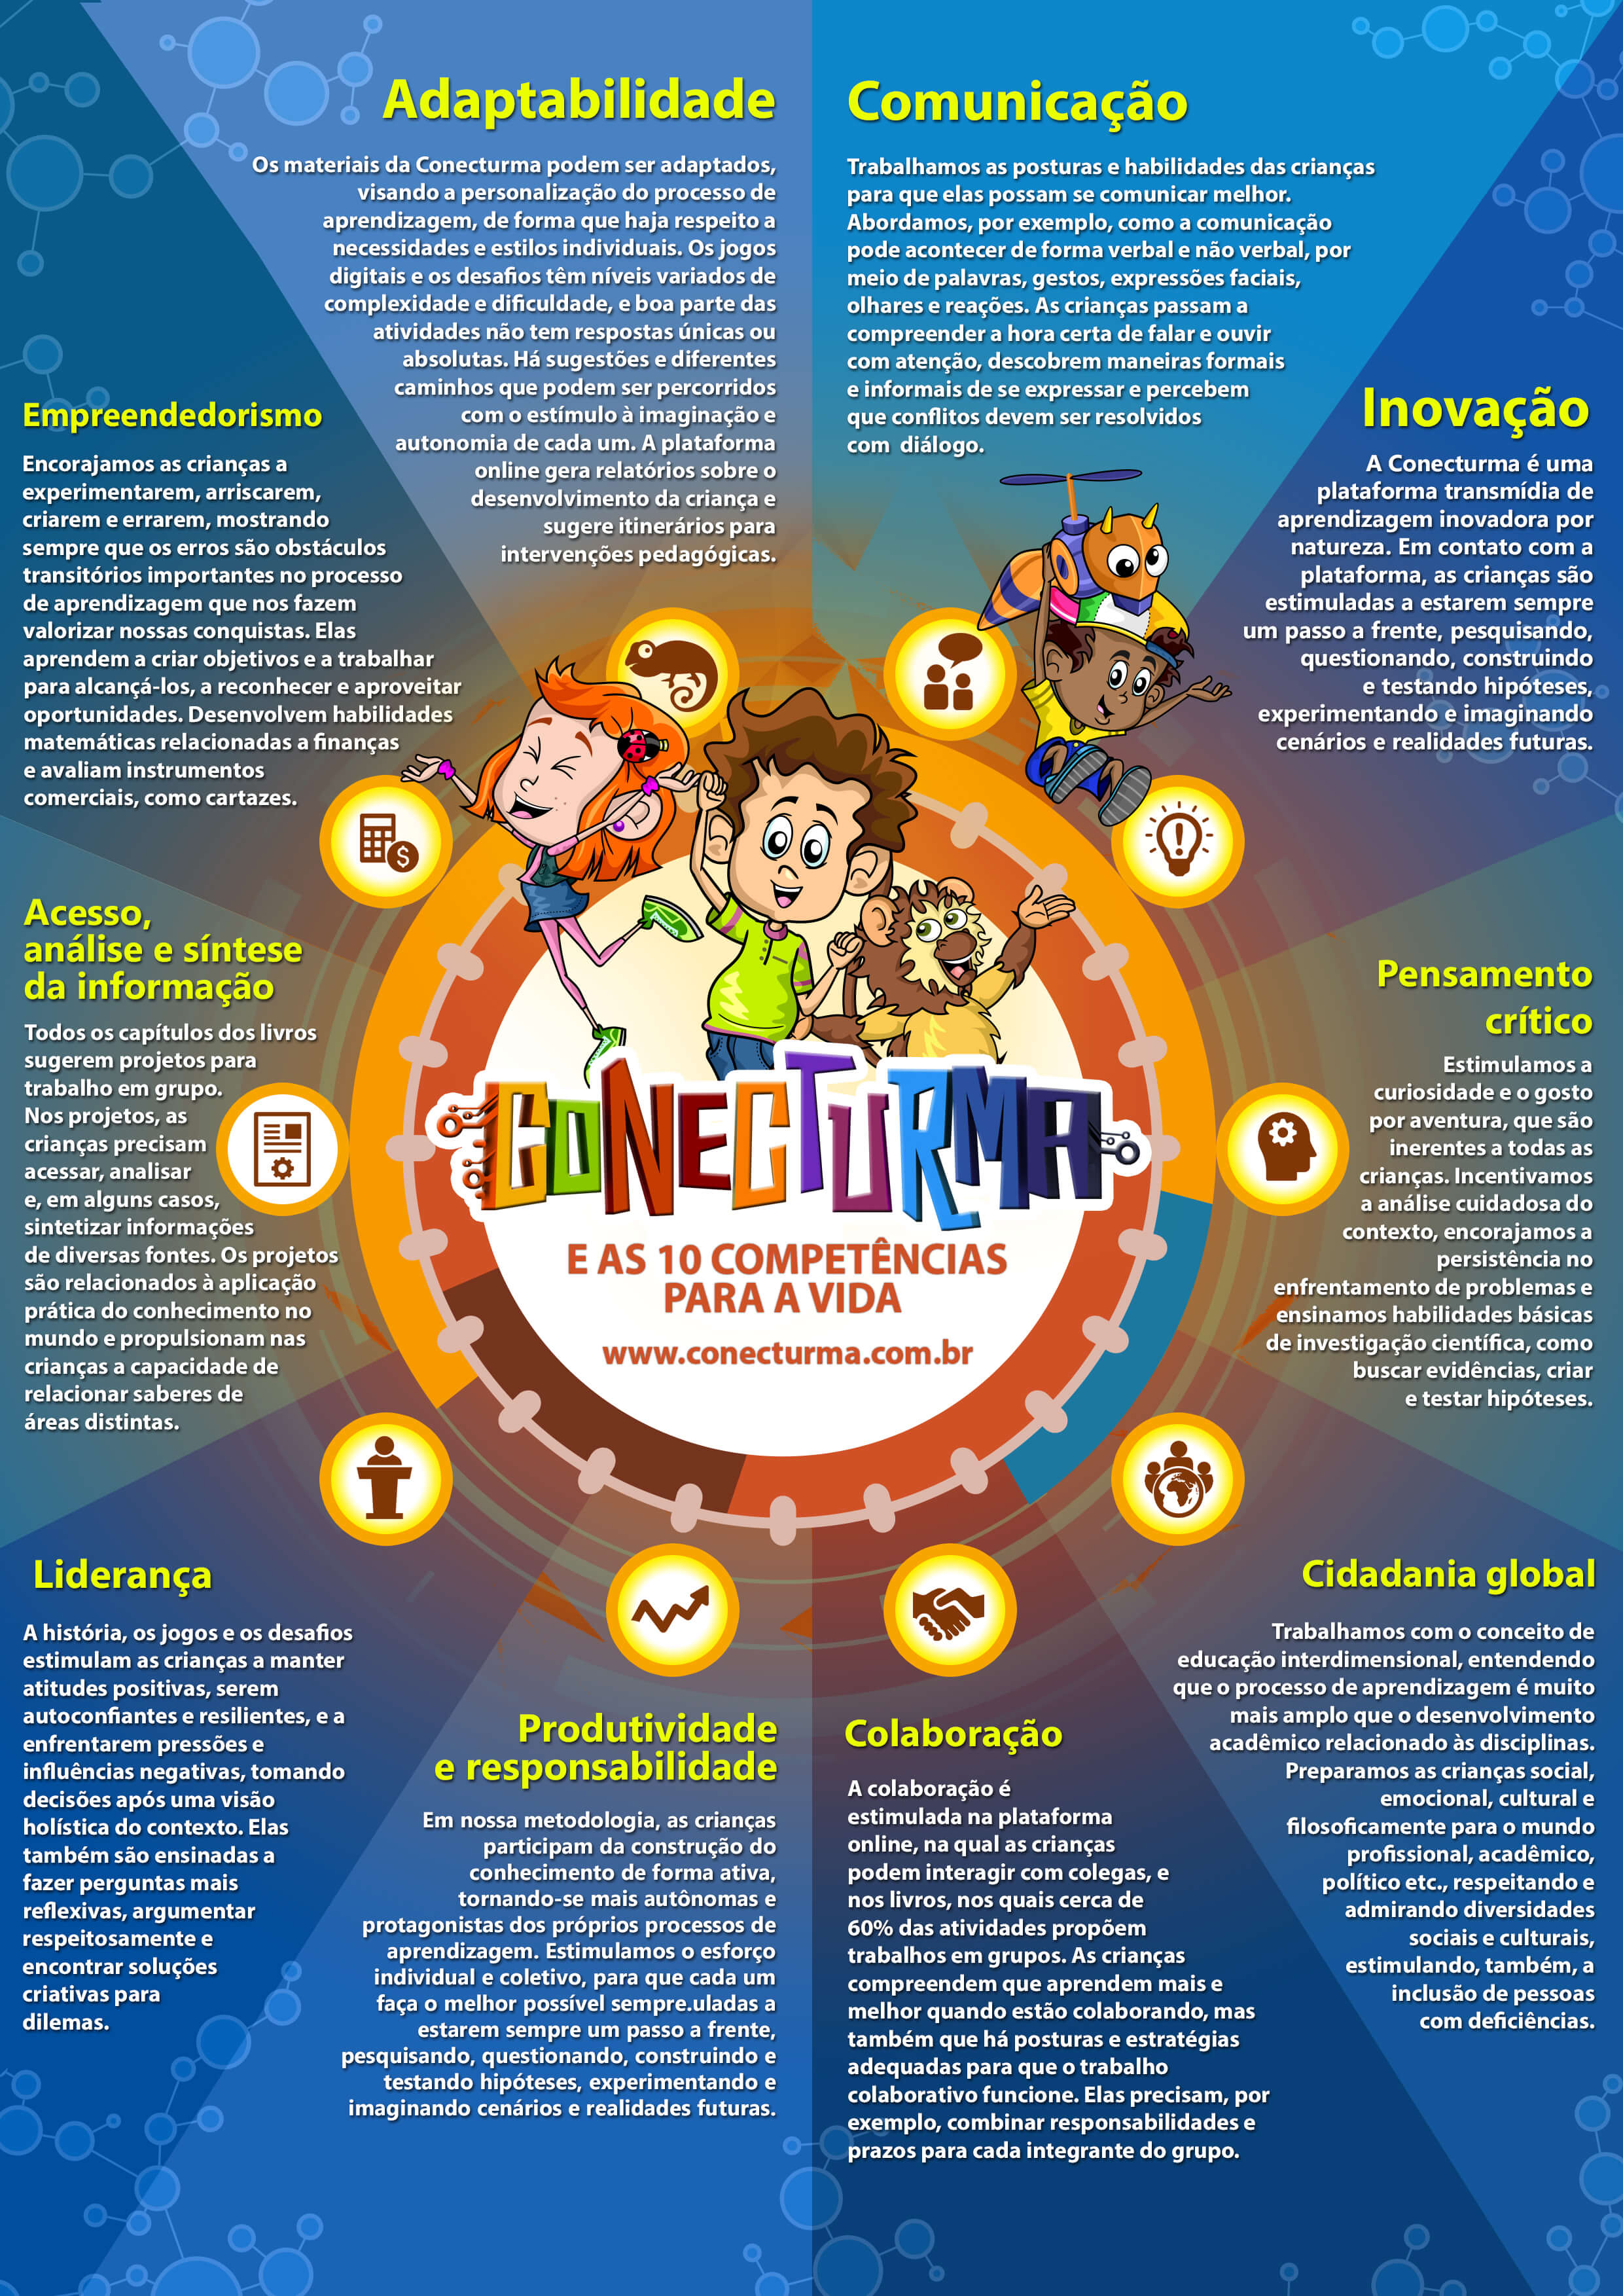 Adaptabilidade
Os materiais da Conecturma podem ser adaptados,
visando a personalização do processo de
aprendizagem, de forma que haja respeito a
necessidades e estilos individuais. Os jogos
digitais e os desafios têm níveis variados de
complexidade e dificuldade, e boa parte das
atividades não tem respostas únicas ou
absolutas. Há sugestões e diferentes
caminhos que podem ser percorridos
com o estímulo à imaginação e
autonomia de cada um. A plataforma
online gera relatórios sobre o
desenvolvimento da criança e
sugere itinerários para
intervenções pedagógicas.
Comunicação
Trabalhamos as posturas e habilidades das crianças
para que elas possam se comunicar melhor.
Abordamos, por exemplo, como a comunicação
pode acontecer de forma verbal e não verbal, por
meio de palavras, gestos, expressões faciais,
olhares e reações. As crianças passam a
compreender a hora certa de falar e ouvir
com atenção, descobrem maneiras formais
e informais de se expressar e percebem
que conflitos devem ser resolvidos
com diálogo.
Empreendedorismo
Encorajamos as crianças a
experimentarem, arriscarem,
criarem e errarem, mostrando
sempre que os erros são obstáculos
transitórios importantes no processo
de aprendizagem que nos fazem
valorizar nossas conquistas. Elas
aprendem a criar objetivos e a trabalhar
para alcançá-los, a reconhecer e aproveitar
oportunidades. Desenvolvem habilidades
matemáticas relacionadas a finanças
e avaliam instrumentos
comerciais, como cartazes.
Inovação
A Conecturma é uma
plataforma transmídia de
aprendizagem inovadora por
natureza. Em contato com a
plataforma, as crianças são
estimuladas a estarem sempre
um passo a frente, pesquisando,
questionando, construindo
e testando hipóteses,
experimentando e imaginando
cenários e realidades futuras.
$
Acesso,
análise e síntese
da informação
Todos os capítulos dos livros
sugerem projetos para
trabalho em grupo.
Nos projetos, as
crianças precisam
acessar, analisar
e, em alguns casos,
sintetizar informações
de diversas fontes. Os projetos
são relacionados à aplicação
prática do conhecimento no
mundo e propulsionam nas
crianças a capacidade de
relacionar saberes de
áreas distintas.
CONECTURMA
E AS 10 COMPETÊNCIAS
PARA A VIDA
www.conecturma.com.br
Pensamento
crítico
Estimulamos a
curiosidade e o gosto
por aventura, que são
inerentes a todas as
crianças. Incentivamos
a análise cuidadosa do
contexto, encorajamos a
persistência no
enfrentamento de problemas e
ensinamos habilidades básicas
de investigação científica, como
buscar evidências, criar
e testar hipóteses.
Liderança
A história, os jogos e os desafios
estimulam as crianças a manter
atitudes positivas, serem
autoconfiantes e resilientes, e a
enfrentarem pressões e
influências negativas, tomando
decisões após uma visão
holística do contexto. Elas
também são ensinadas a
fazer perguntas mais
reflexivas, argumentar
respeitosamente e
encontrar soluções
criativas para
dilemas.
Produtividade
e responsabilidade
Em nossa metodologia, as crianças
participam da construção do
conhecimento de forma ativa,
tornando-se mais autônomas e
protagonistas dos próprios processos de
aprendizagem. Estimulamos o esforço
individual e coletivo, para que cada um
faça o melhor possível sempre.uladas a
estarem sempre um passo a frente,
pesquisando, questionando, construindo e
testando hipóteses, experimentando e
imaginando cenários e realidades futuras.
Colaboração
A colaboração é
estimulada na plataforma
online, na qual as crianças
podem interagir com colegas, e
nos livros, nos quais cerca de
60% das atividades propõem
trabalhos em grupos. As crianças
compreendem que aprendem mais e
melhor quando estão colaborando, mas
também que há posturas e estratégias
adequadas para que o trabalho
colaborativo funcione. Elas precisam, por
exemplo, combinar responsabilidades e
prazos para cada integrante do grupo.
Cidadania global
Trabalhamos com o conceito de
educação interdimensional, entendendo
que o processo de aprendizagem é muito
mais amplo que o desenvolvimento
acadêmico relacionado às disciplinas.
Preparamos as crianças social,
emocional, cultural e
filosoficamente para o mundo
profissional, acadêmico,
político etc., respeitando e
admirando diversidades
sociais e culturais,
estimulando, também, a
inclusão de pessoas
com deficiências.